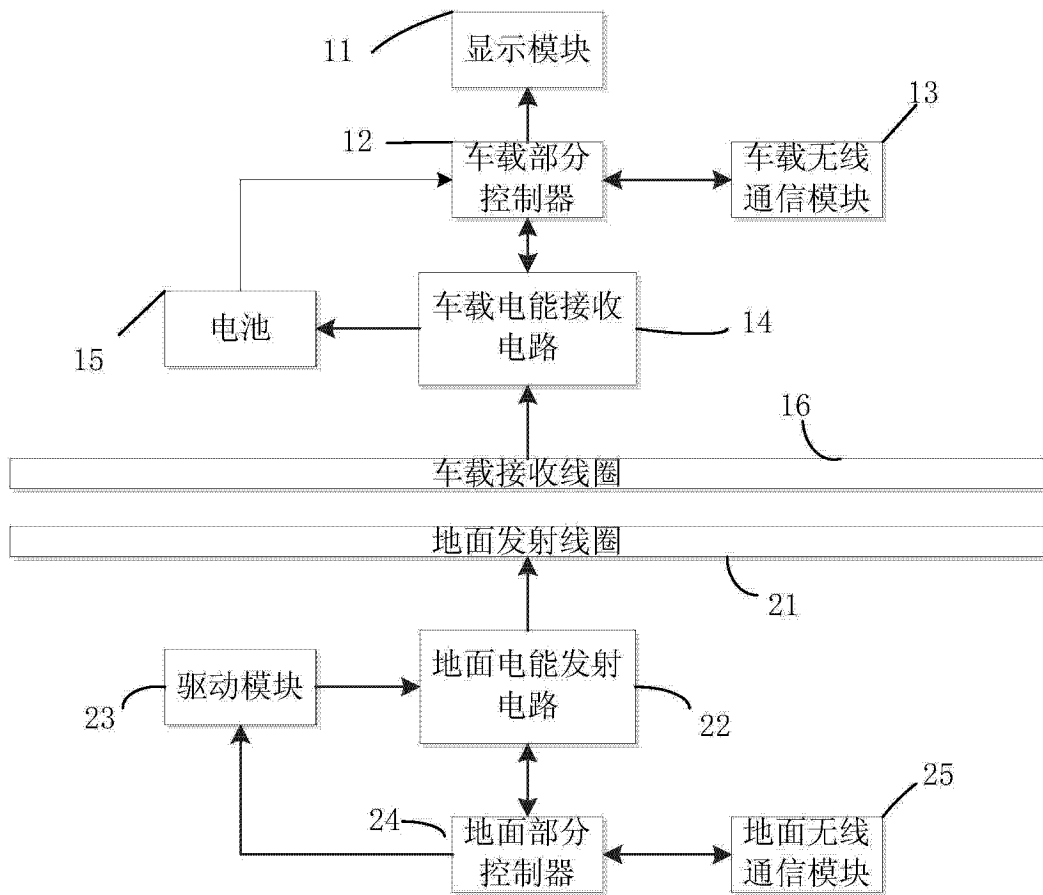 11
显示模块
12
13
车载部分
控制器
车载无线
通信模块
15
电池
车载电能接收
电路
14
16
车载接收线圈
地面发射线圈
21
23
驱动模块
地面电能发射
电路
22
24
25
地面部分
控制器
地面无线
通信模块